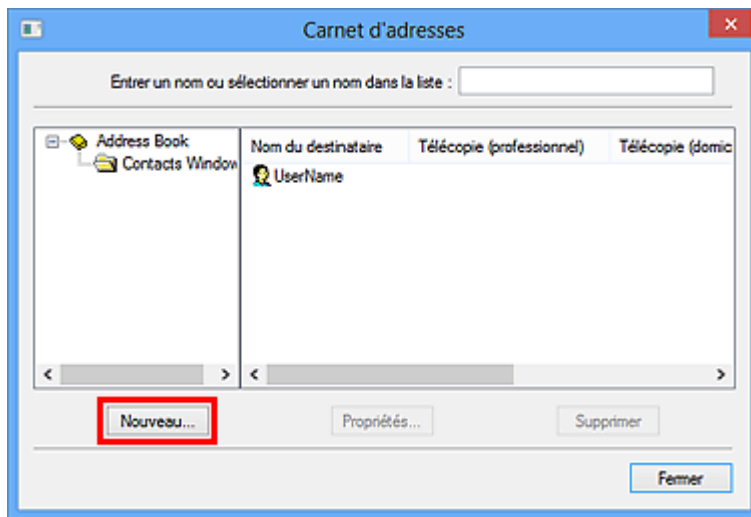 Carnet d'adresses
Entrer un nom ou sélectionner un nom dans la liste :
Address Book
Contacts Window
Nom du destinataire Télécopie (professionnel) Télécopie (domic
UserName
Nouveau... Propriétés... Supprimer
Fermer